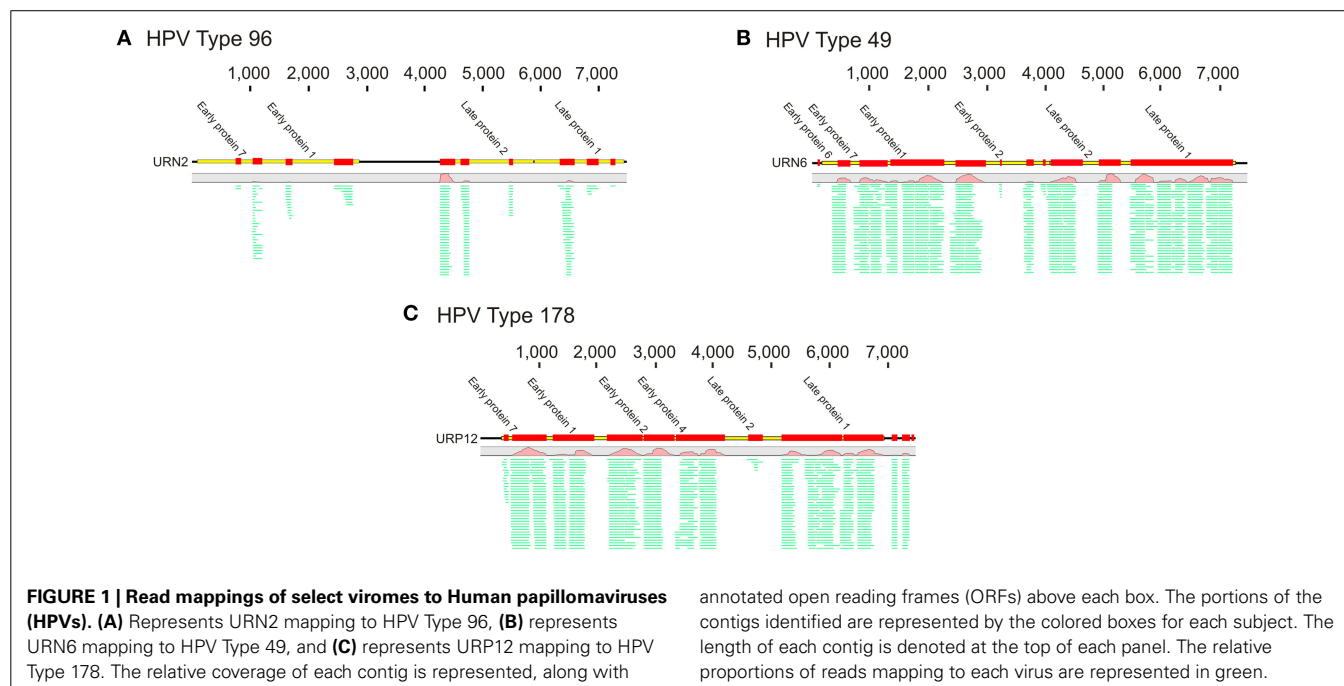 A HPV Type 96
1,000 2,000 3,000 4,000 5,000 6,000 7,000
Early protein 7
Early protein 1
Late protein 2
Late protein 1
URN2
B HPV Type 49
1,000 2,000 3,000 4,000 5,000 6,000 7,000
Early protein 6
Early protein 7
Early protein1
Early protein 2
Late protein 2
Late protein 1
URN6
C HPV Type 178
1,000 2,000 3,000 4,000 5,000 6,000 7,000
Early protein 7
Early protein 1
Early protein 2
Early protein 4
Late protein 2
Late protein 1
URP12
FIGURE 1 | Read mappings of select viromes to Human papillomaviruses
(HPVs). (A) Represents URN2 mapping to HPV Type 96, (B) represents
URN6 mapping to HPV Type 49, and (C) represents URP12 mapping to HPV
Type 178. The relative coverage of each contig is represented, along with
annotated open reading frames (ORFs) above each box. The portions of the
contigs identified are represented by the colored boxes for each subject. The
length of each contig is denoted at the top of each panel. The relative
proportions of reads mapping to each virus are represented in green.